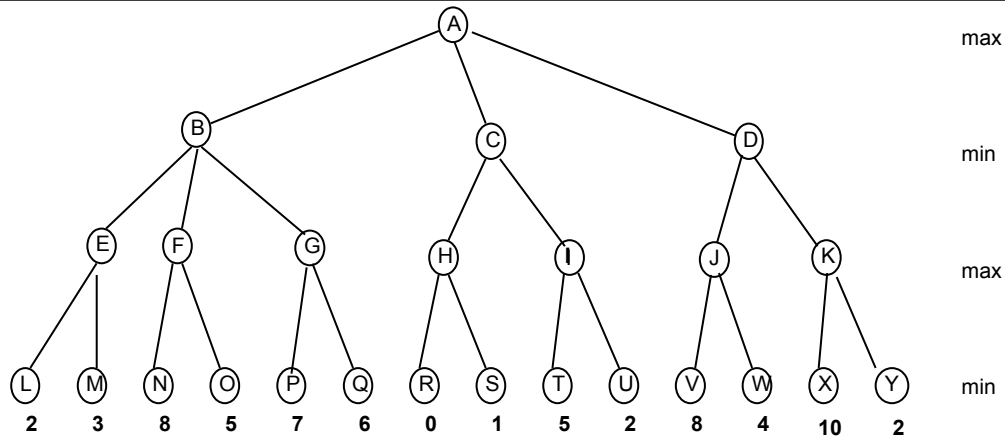 A max
B C D min
E F G H I J K max
L M N O P Q R S T U V W X Y min
2 3 8 5 7 6 0 1 5 2 8 4 10 2